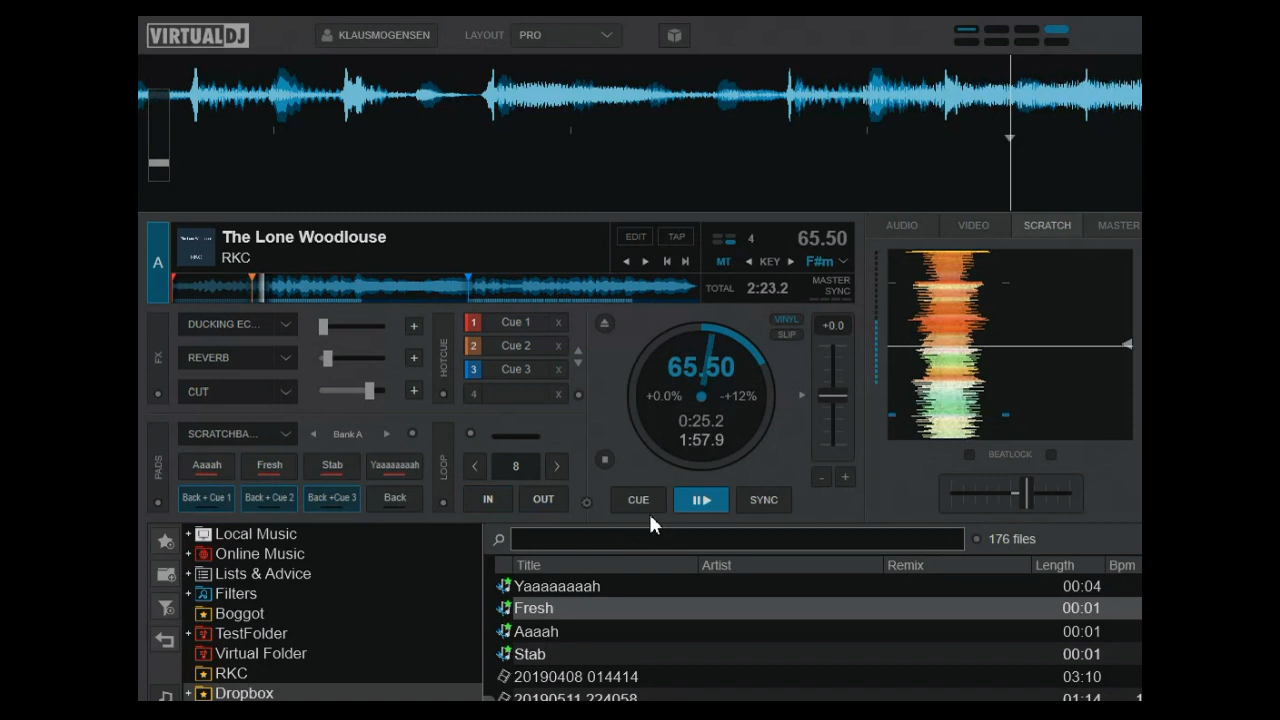 VIRTUALDJ
KLAUSMOGENSEN
LAYOUT PRO
A
The Lone Woodlouse
RKC
EDIT TAP
4 65.50
MT KEY F#m
TOTAL 2:23.2 MASTER SYNC
AUDIO VIDEO SCRATCH MASTER
FX
DUCKING EC...
REVERB
CUT
HOTCUE
1 Cue 1 x
2 Cue 2 x
3 Cue 3 x
4 x
65.50
+0.0% -+12%
0:25.2
1:57.9
VINYL
SLIP
+0.0
- +
BEATLOCK
PADS
SCRATCHBA... Bank A
Aaaah Fresh Stab Yaaaaaaaah
Back + Cue 1 Back + Cue 2 Back +Cue 3 Back
LOOP
8
IN OUT
CUE SYNC
Local Music
Online Music
Lists & Advice
Filters
Boggot
TestFolder
Virtual Folder
RKC
Dropbox
176 files
Title Artist Remix Length Bpm
Yaaaaaaaah 00:04
Fresh 00:01
Aaaah 00:01
Stab 00:01
20190408 014414 03:10
20190511 224058 01:14 1